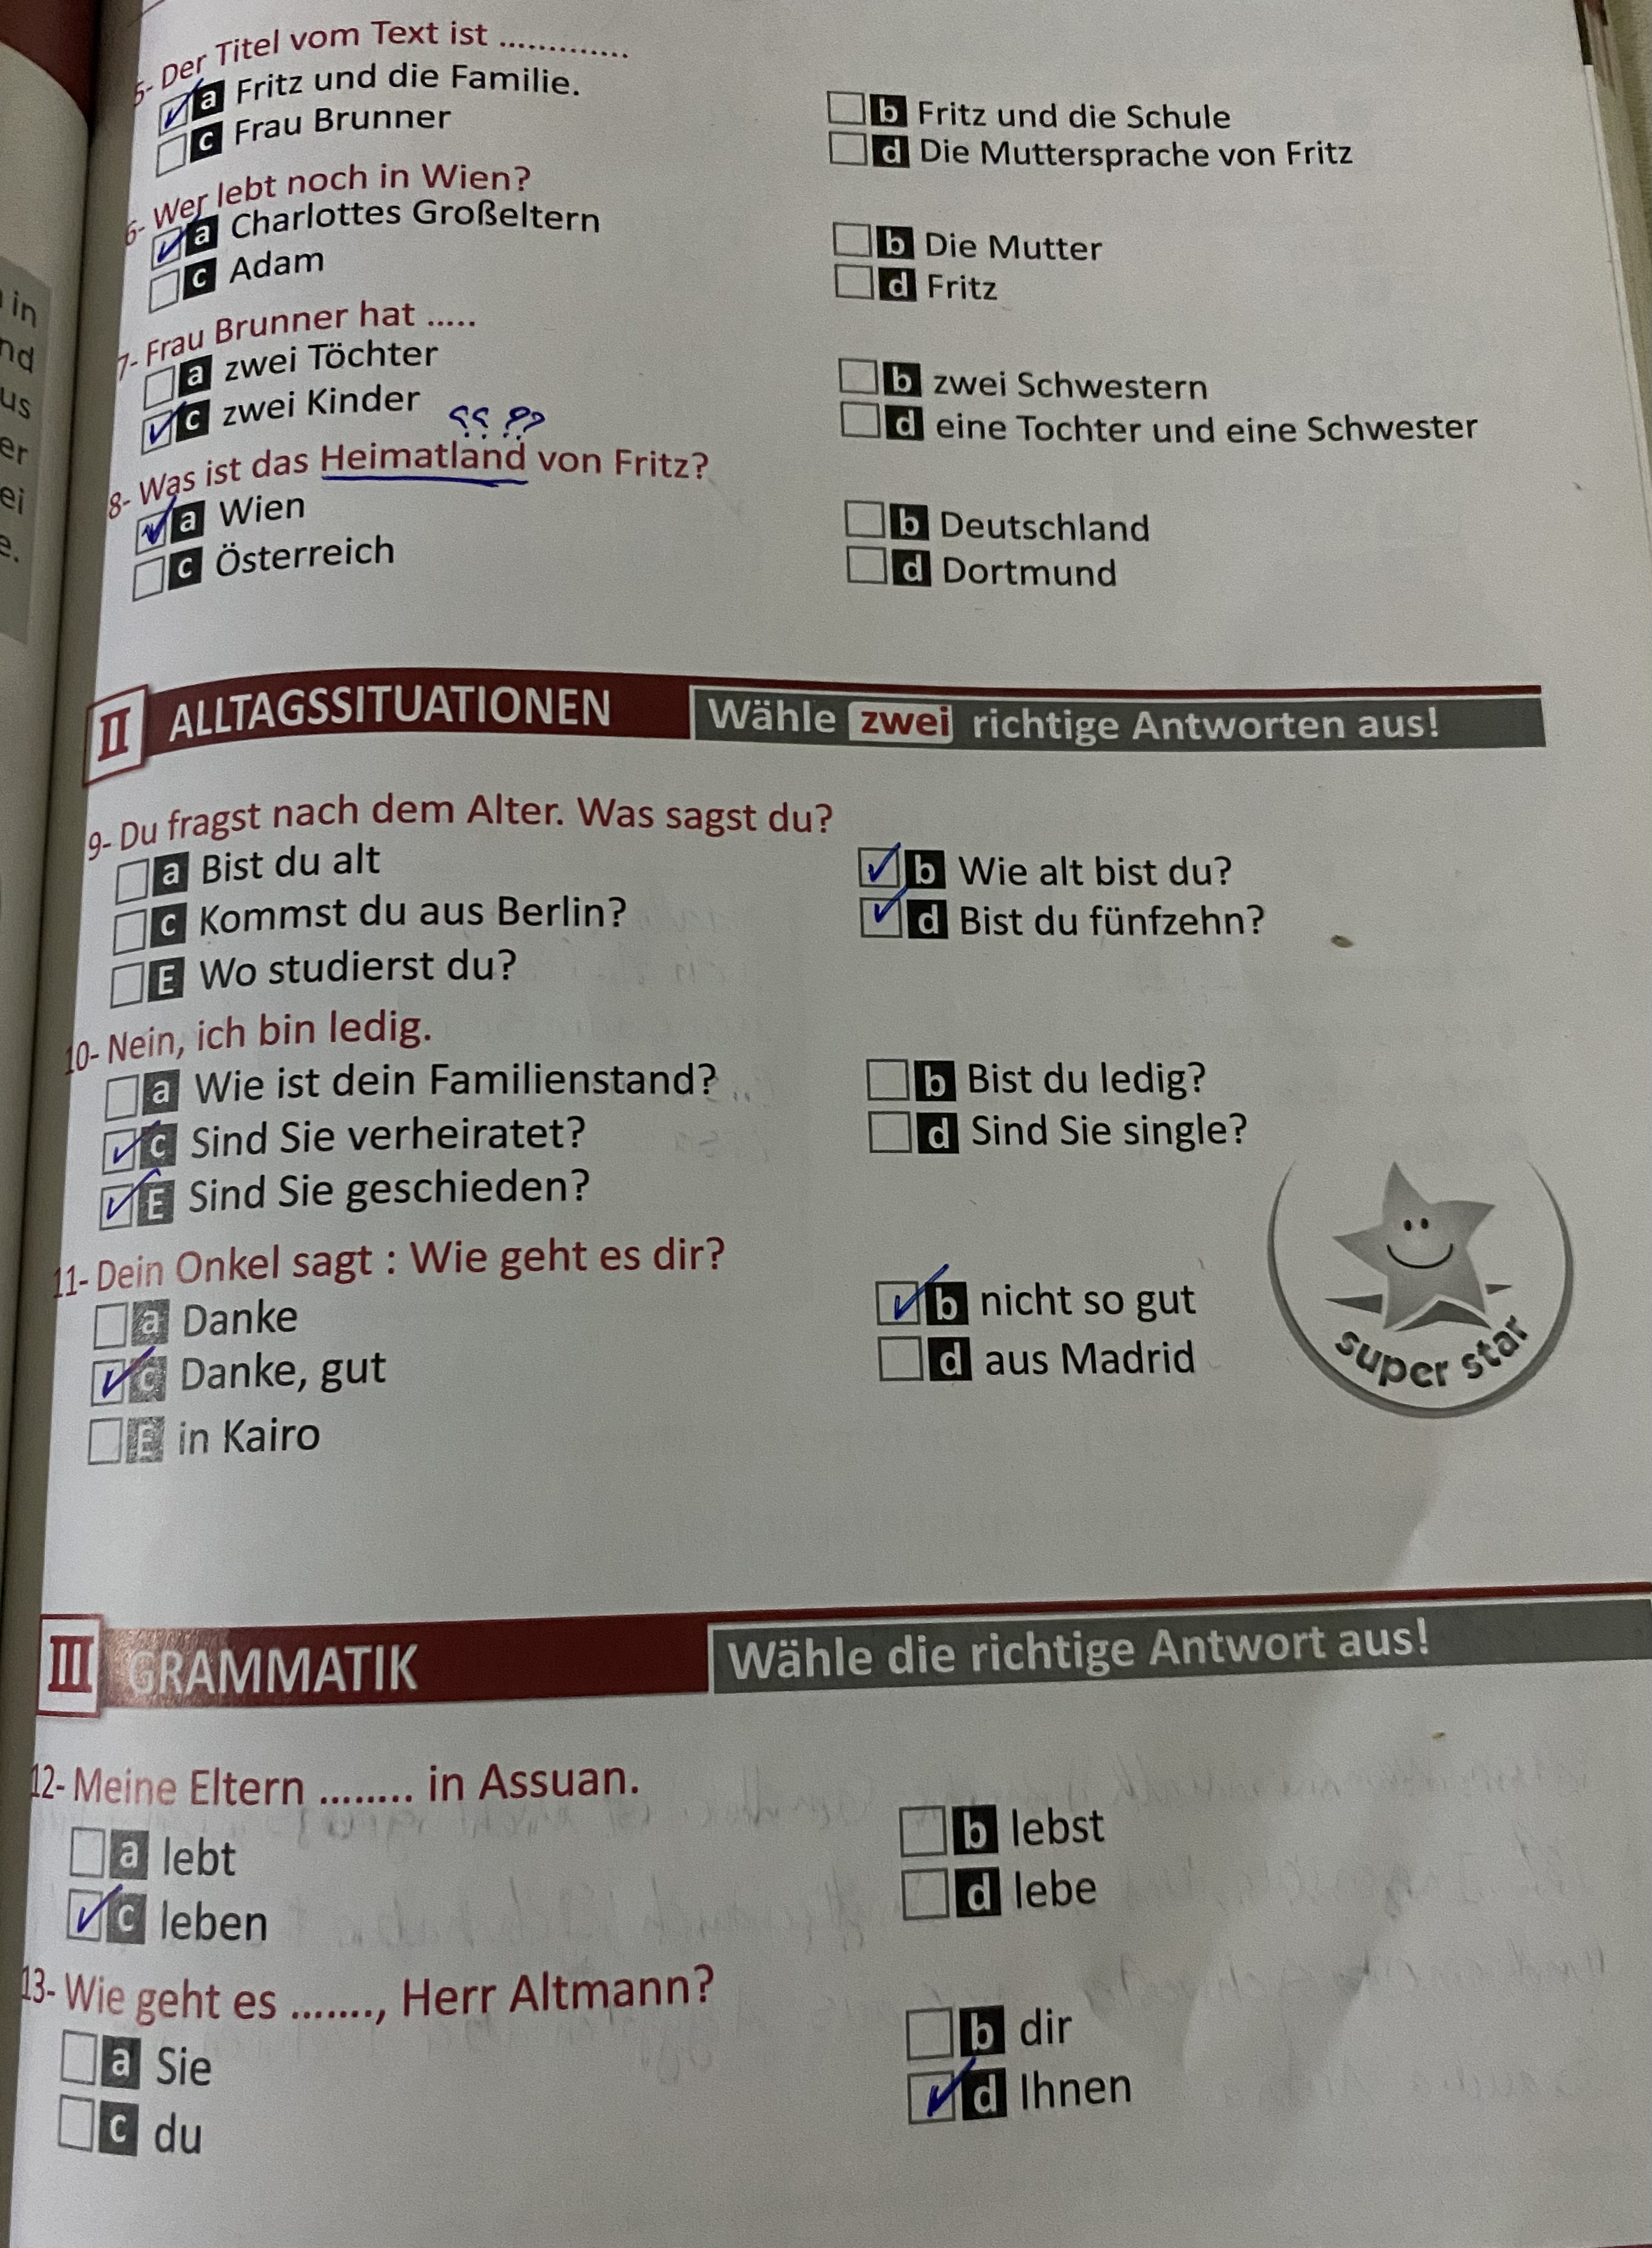 5- Der Titel vom Text ist .............
a Fritz und die Familie.
b Fritz und die Schule
c Frau Brunner
d Die Muttersprache von Fritz
6- Wer lebt noch in Wien?
a Charlottes Großeltern
b Die Mutter
c Adam
d Fritz
7- Frau Brunner hat .....
a zwei Töchter
b zwei Schwestern
c zwei Kinder
d eine Tochter und eine Schwester
؟؟ ??
8- Was ist das Heimatland von Fritz?
a Wien
b Deutschland
c Österreich
d Dortmund
II ALLTAGSSITUATIONEN Wähle zwei richtige Antworten aus!
9- Du fragst nach dem Alter. Was sagst du?
a Bist du alt
b Wie alt bist du?
c Kommst du aus Berlin?
d Bist du fünfzehn?
E Wo studierst du?
10- Nein, ich bin ledig.
a Wie ist dein Familienstand?
b Bist du ledig?
c Sind Sie verheiratet?
d Sind Sie single?
E Sind Sie geschieden?
11- Dein Onkel sagt : Wie geht es dir?
a Danke
b nicht so gut
c Danke, gut
d aus Madrid
E in Kairo
super star
III GRAMMATIK Wähle die richtige Antwort aus!
12- Meine Eltern ........ in Assuan.
a lebt
b lebst
c leben
d lebe
13- Wie geht es ......., Herr Altmann?
a Sie
b dir
c du
d Ihnen
in
nd
us
er
ei
e.